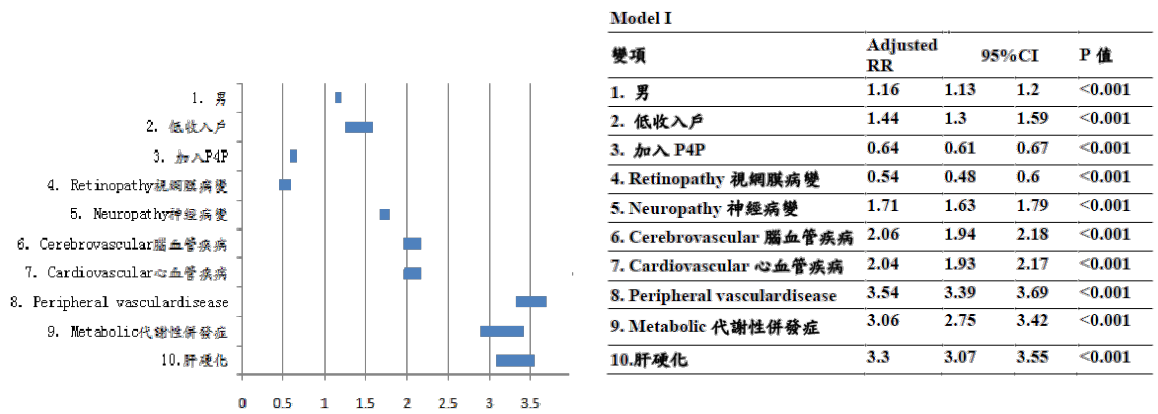 1. 男
2. 低收入戶
3. 加入P4P
4. Retinopathy視網膜病變
5. Neuropathy神經病變
6. Cerebrovascular腦血管疾病
7. Cardiovascular心血管疾病
8. Peripheral vasculardisease
9. Metabolic代謝性併發症
10.肝硬化
0 0.5 1 1.5 2 2.5 3 3.5
Model I
變項 Adjusted RR 95%CI P 值
1. 男 1.16 1.13 1.2 <0.001
2. 低收入戶 1.44 1.3 1.59 <0.001
3. 加入 P4P 0.64 0.61 0.67 <0.001
4. Retinopathy 視網膜病變 0.54 0.48 0.6 <0.001
5. Neuropathy 神經病變 1.71 1.63 1.79 <0.001
6. Cerebrovascular 腦血管疾病 2.06 1.94 2.18 <0.001
7. Cardiovascular 心血管疾病 2.04 1.93 2.17 <0.001
8. Peripheral vasculardisease 3.54 3.39 3.69 <0.001
9. Metabolic 代謝性併發症 3.06 2.75 3.42 <0.001
10.肝硬化 3.3 3.07 3.55 <0.001